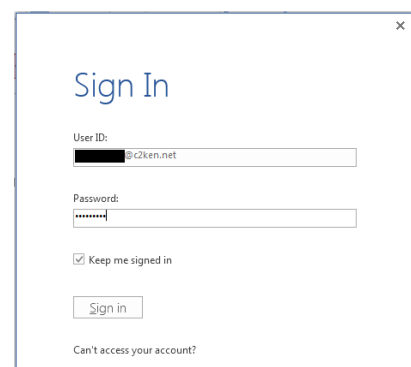 Sign In
User ID:
@c2ken.net
Password:
Keep me signed in
Sign in
Can't access your account?